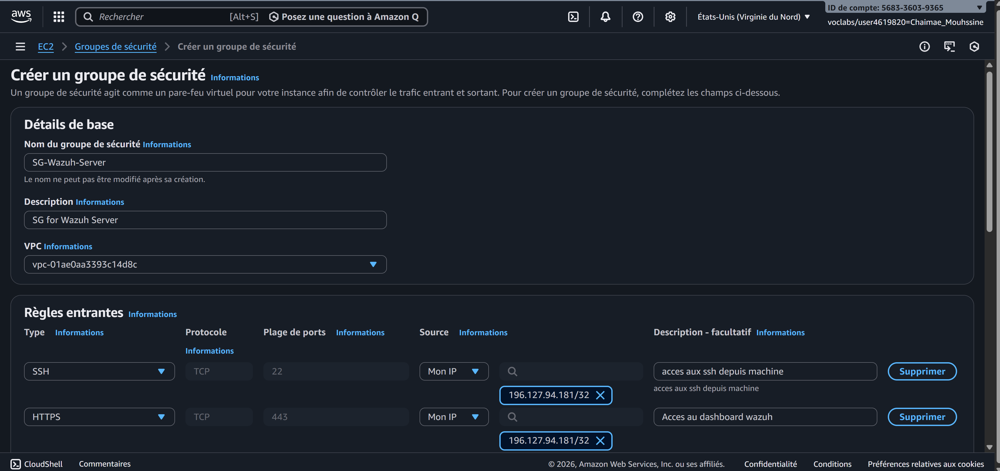 aws
Rechercher [Alt+S] Posez une question à Amazon Q
États-Unis (Virginie du Nord)
ID de compte: 5683-3603-9365
voclabs/user4619820=Chaimae_Mouhssine
EC2 Groupes de sécurité Créer un groupe de sécurité
Créer un groupe de sécurité Informations
Un groupe de sécurité agit comme un pare-feu virtuel pour votre instance afin de contrôler le trafic entrant et sortant. Pour créer un groupe de sécurité, complétez les champs ci-dessous.
Détails de base
Nom du groupe de sécurité Informations
SG-Wazuh-Server
Le nom ne peut pas être modifié après sa création.
Description Informations
SG for Wazuh Server
VPC Informations
vpc-01ae0aa3393c14d8c
Règles entrantes Informations
Type Informations Protocole Informations Plage de ports Informations Source Informations Description - facultatif Informations
SSH TCP 22 Mon IP acces aux ssh depuis machine Supprimer
acces aux ssh depuis machine
196.127.94.181/32
HTTPS TCP 443 Mon IP Acces au dashboard wazuh Supprimer
196.127.94.181/32
CloudShell Commentaires © 2026, Amazon Web Services, Inc. ou ses affiliés. Confidentialité Conditions Préférences relatives aux cookies